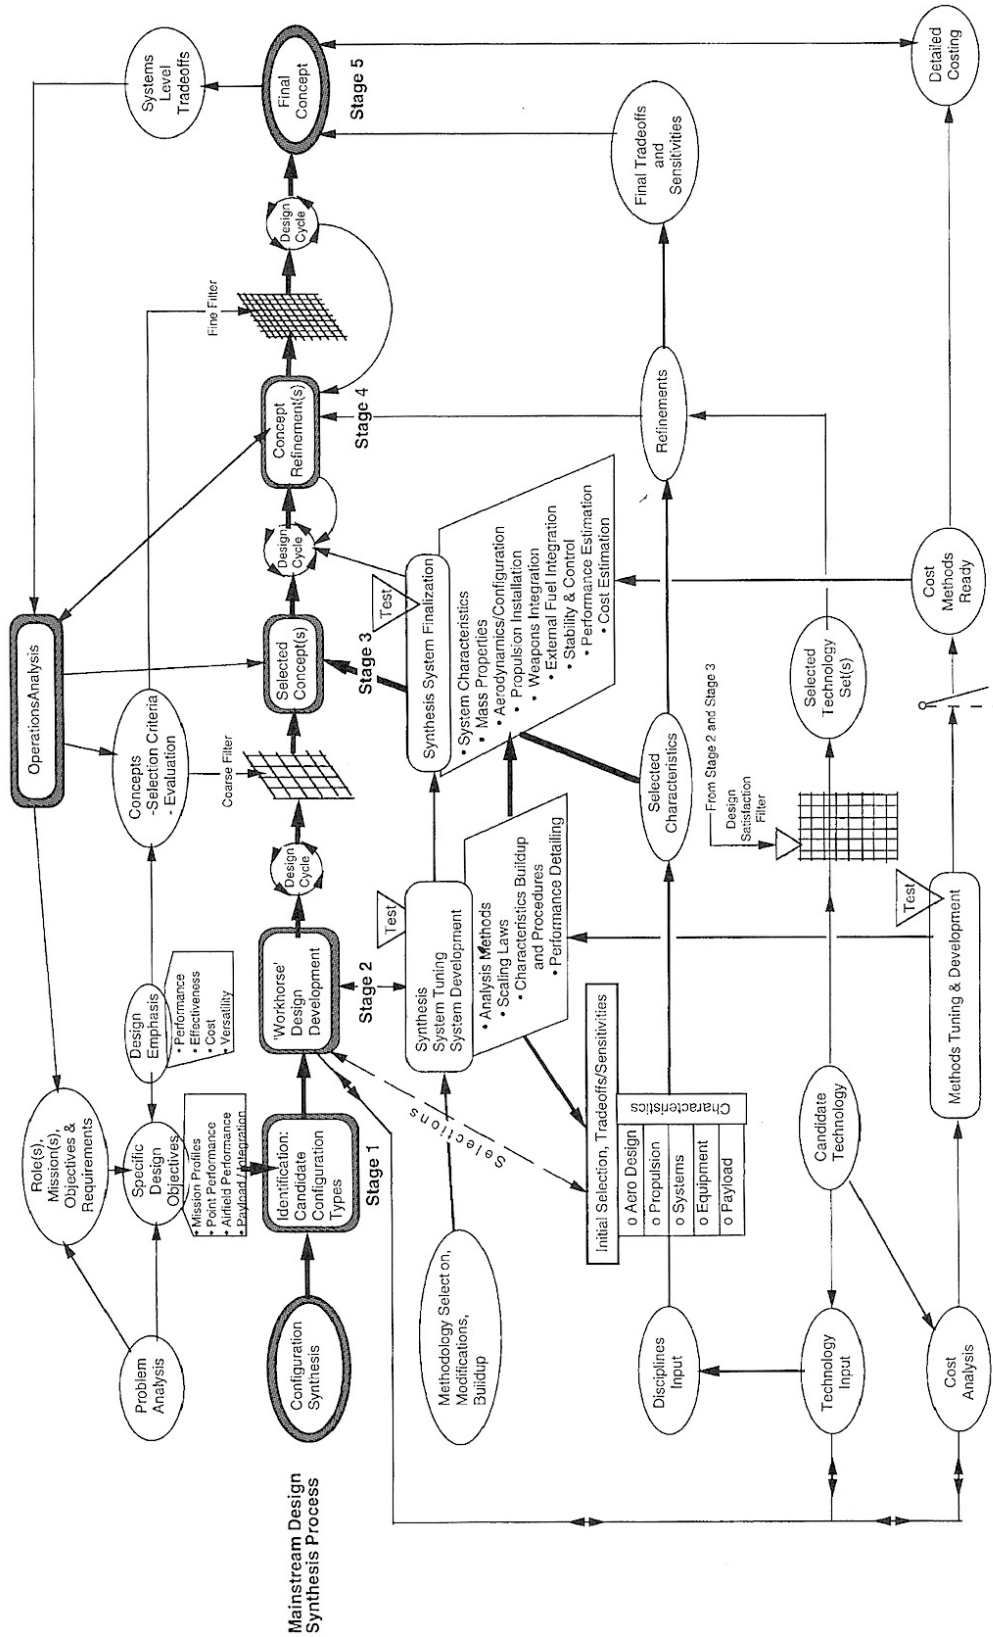 Problem
Analysis
Role(s),
Mission(s),
Objectives &
Requirements
Specific
Design
Objectives
• Mission Profiles
• Point Performance
• Airfield Performance
• Payload / Integration
Design
Emphasis
• Performance
• Effectiveness
• Cost
• Versatility
OperationsAnalysis
Concepts
-Selection Criteria
- Evaluation
Coarse Filter
Fine Filter
Systems
Level
Tradeoffs
Mainstream Design
Synthesis Process
Configuration
Synthesis
Identification:
Candidate
Configuration
Types
Stage 1
'Workhorse'
Design
Development
Stage 2
Design
Cycle
Selected
Concept(s)
Stage 3
Design
Cycle
Concept
Refinement(s)
Stage 4
Design
Cycle
Final
Concept
Stage 5
Selections
Methodology Selection,
Modifications,
Buildup
Test
Synthesis
System Tuning
System Development
• Analysis Methods
• Scaling Laws
• Characteristics Buildup
and Procedures
• Performance Detailing
Test
Synthesis System Finalization
• System Characteristics
• Mass Properties
• Aerodynamics/Configuration
• Propulsion Installation
• Weapons Integration
• External Fuel Integration
• Stability & Control
• Performance Estimation
• Cost Estimation
Final Tradeoffs
and
Sensitivities
Disciplines
Input
Initial Selection, Tradeoffs/Sensitivities
o Aero Design
o Propulsion
o Systems
o Equipment
o Payload
Characteristics
Selected
Characteristics
Refinements
From Stage 2 and Stage 3
Design
Satisfaction
Filter
Technology
Input
Candidate
Technology
Selected
Technology
Set(s)
Cost
Analysis
Test
Methods Tuning & Development
Cost
Methods
Ready
Detailed
Costing